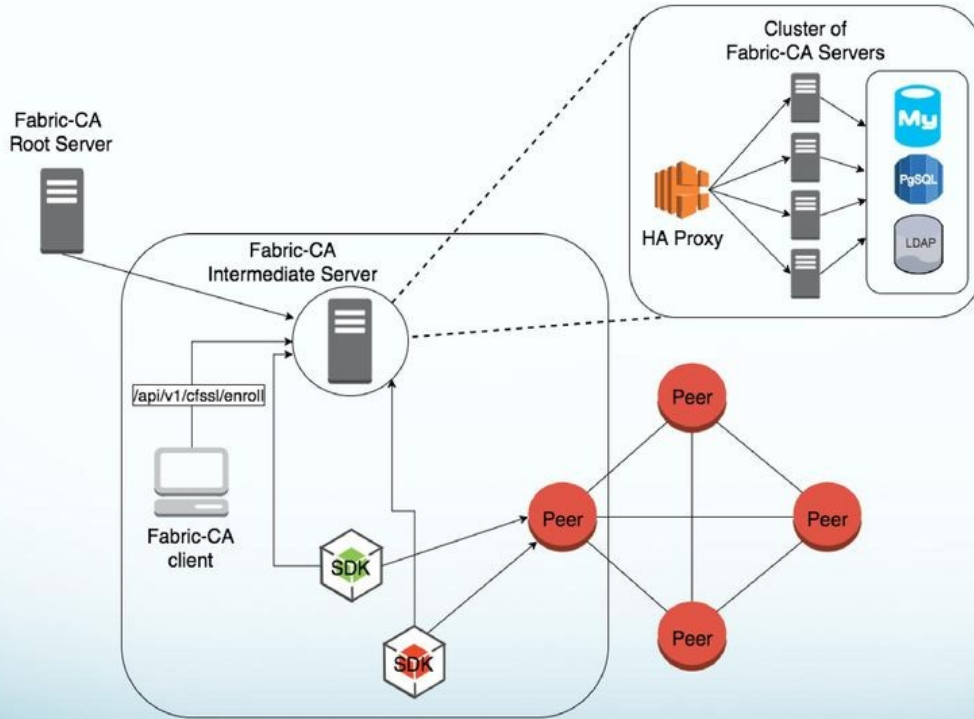 Cluster of
Fabric-CA Servers
My
PgSQL
LDAP
HA Proxy
Fabric-CA
Root Server
Fabric-CA
Intermediate Server
/api/v1/cfssl/enroll
Fabric-CA
client
SDK
SDK
Peer
Peer
Peer
Peer